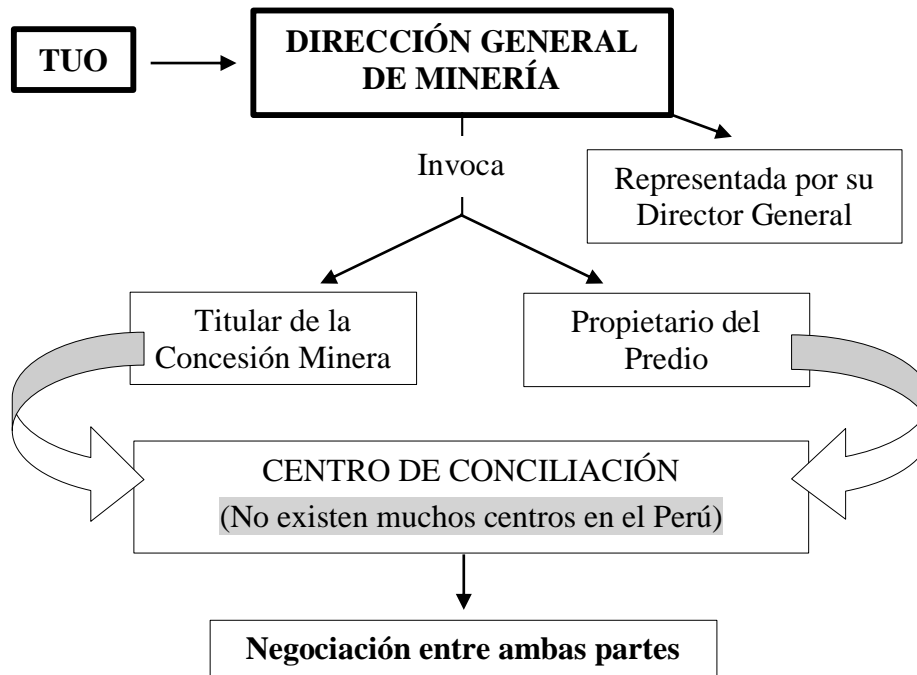 TUO
DIRECCIÓN GENERAL
DE MINERÍA
Invoca
Representada por su
Director General
Titular de la
Concesión Minera
Propietario del
Predio
CENTRO DE CONCILIACIÓN
(No existen muchos centros en el Perú)
Negociación entre ambas partes